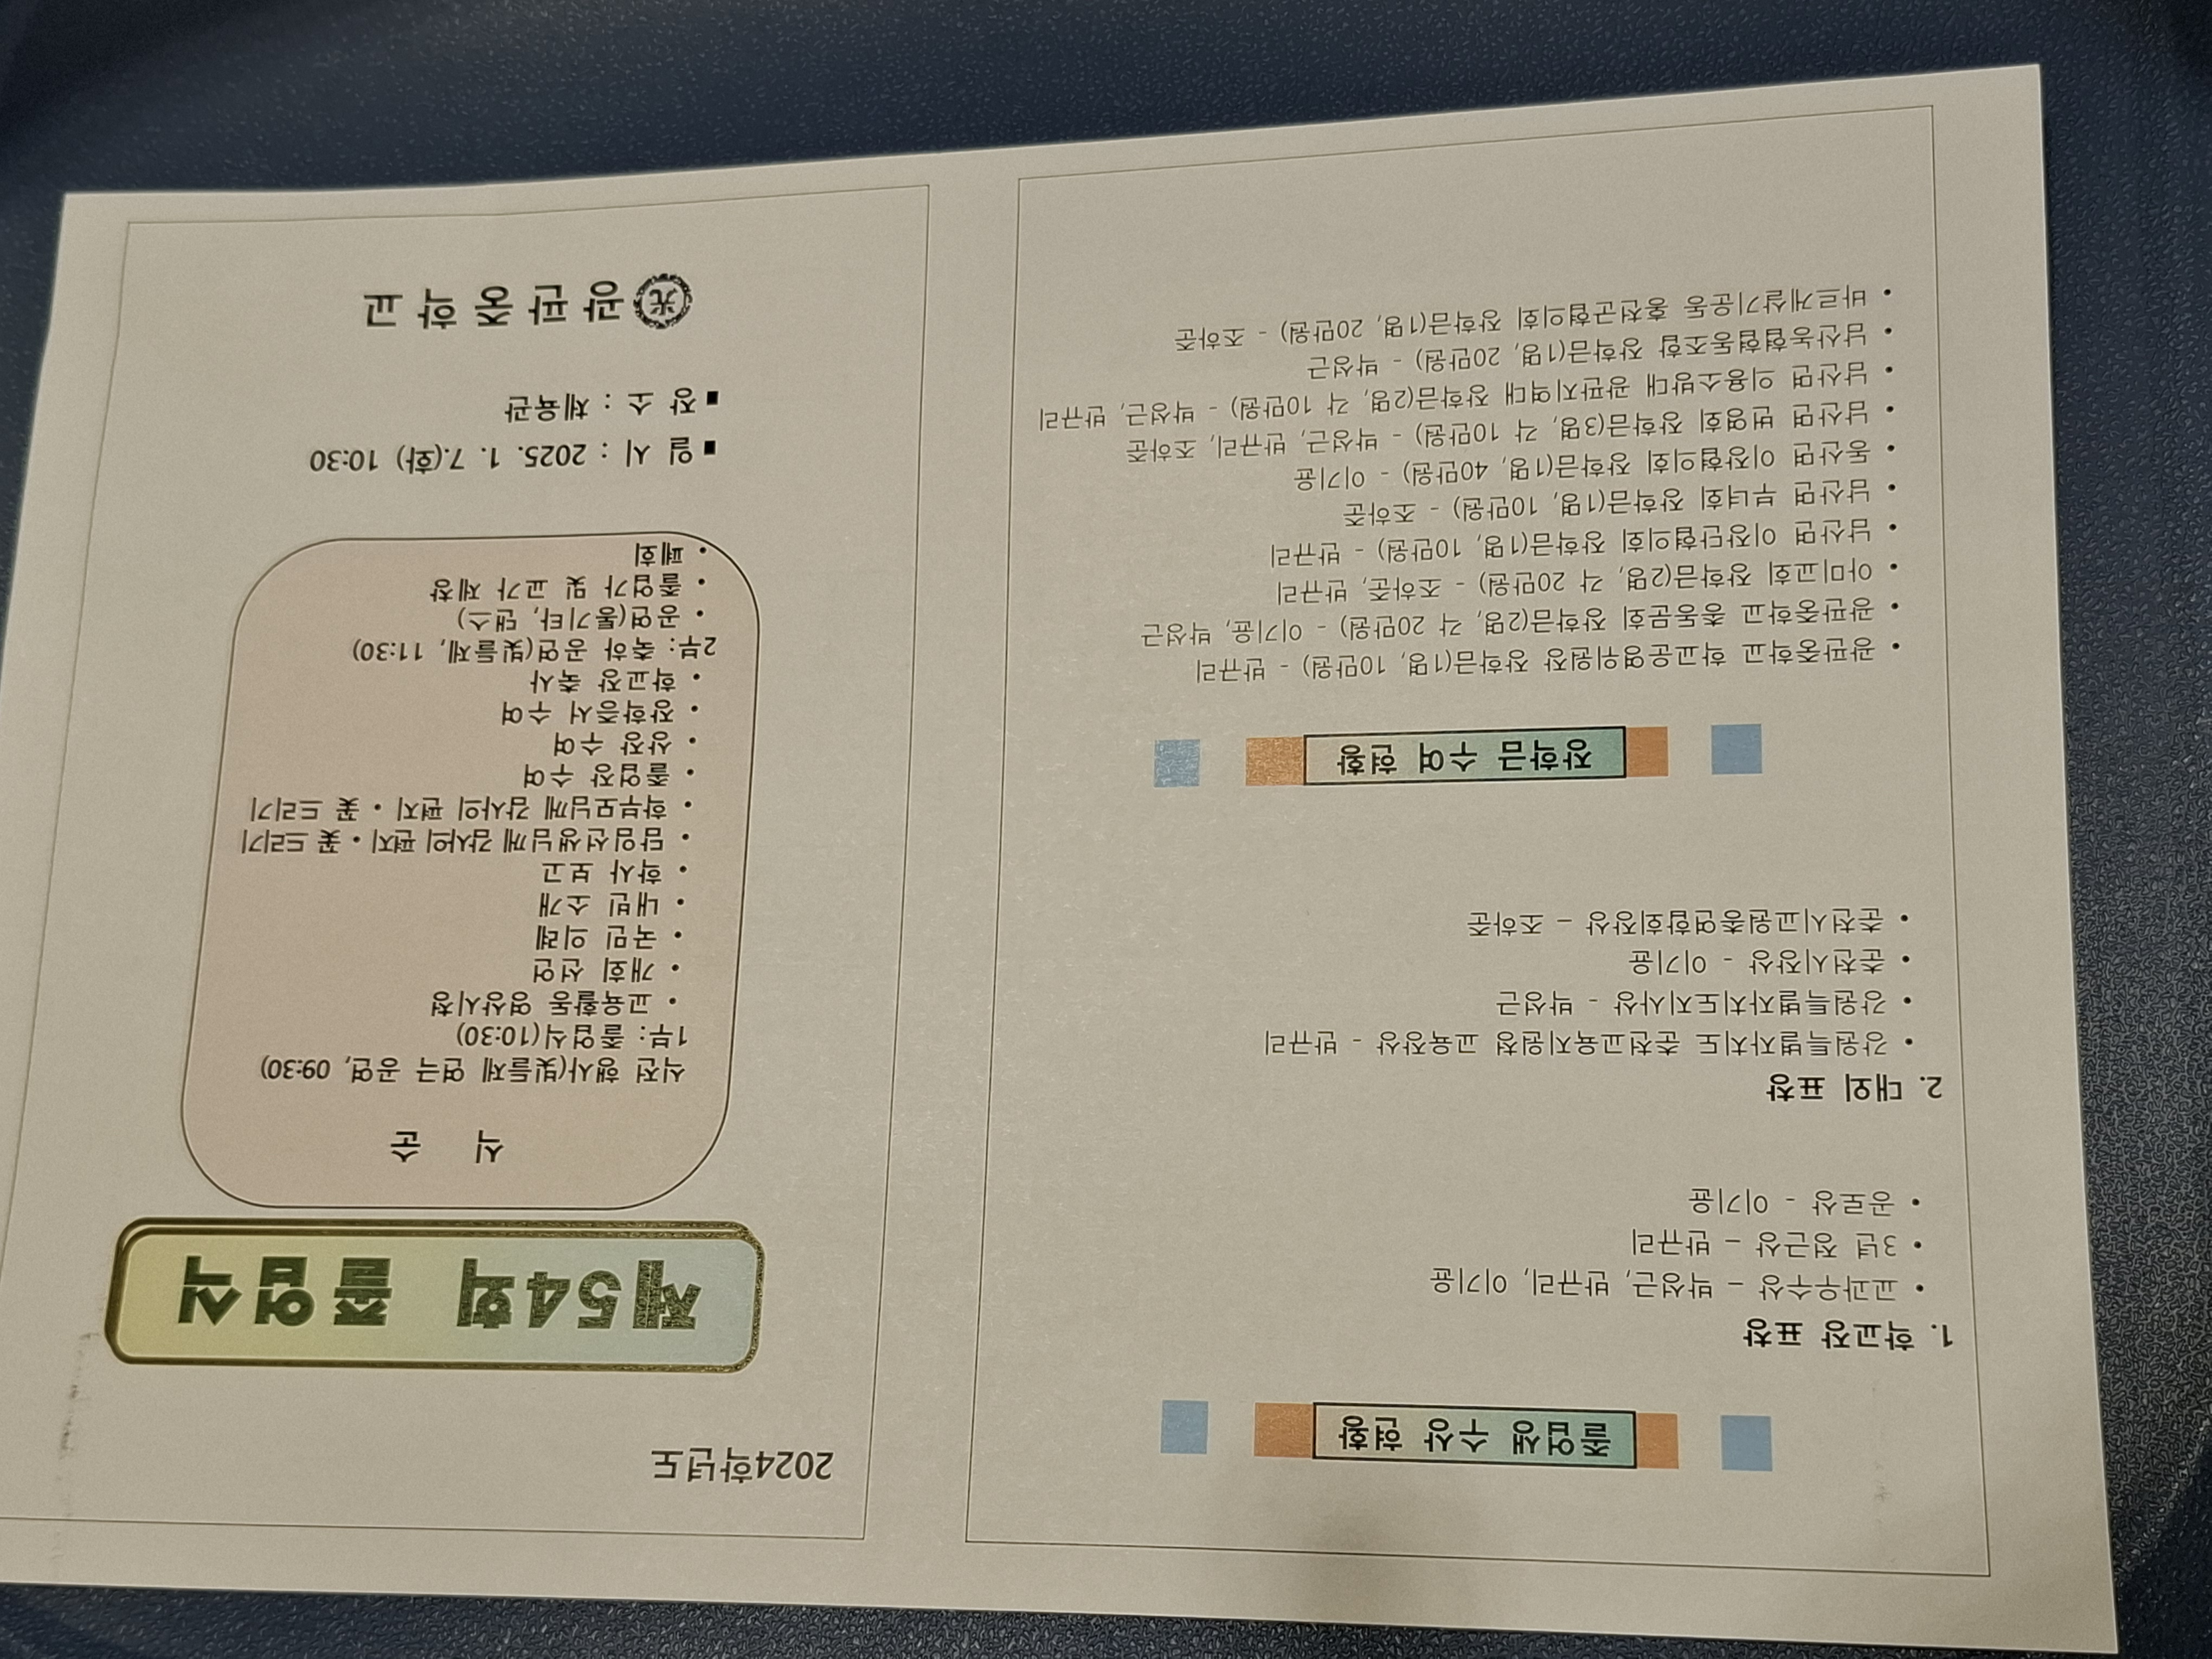 졸업생 수상 현황
1. 학교장 표창
• 교과우수상 – 박성근, 반규리, 이기윤
• 3년 정근상 – 반규리
• 공로상 - 이기윤
2. 대외 표창
• 강원특별자치도 춘천교육지원청 교육장상 - 반규리
• 강원특별자치도지사상 - 박성근
• 춘천시장상 - 이기윤
• 춘천시교원총연합회장상 – 조하준
장학금 수여 현황
• 광판중학교 학교운영위원장 장학금(1명, 10만원) - 반규리
• 광판중학교 총동문회 장학금(2명, 각 20만원) - 이기윤, 박성근
• 아미교회 장학금(2명, 각 20만원) - 조하준, 반규리
• 남산면 이장단협의회 장학금(1명, 10만원) - 반규리
• 남산면 부녀회 장학금(1명, 10만원) - 조하준
• 동산면 이장협의회 장학금(1명, 40만원) - 이기윤
• 남산면 번영회 장학금(3명, 각 10만원) - 박성근, 반규리, 조하준
• 남산면 의용소방대 광판지역대 장학금(2명, 각 10만원) - 박성근, 반규리
• 남산농협협동조합 장학금(1명, 20만원) - 박성근
• 바르게살기운동 홍천군협의회 장학금(1명, 20만원) - 조하준
2024학년도
제54회 졸업식
식 순
식전 행사(빛들제 연극 공연, 09:30)
1부: 졸업식(10:30)
• 교육활동 영상시청
• 개회 선언
• 국민 의례
• 내빈 소개
• 학사 보고
• 담임선생님께 감사의 편지 • 꽃 드리기
• 학부모님께 감사의 편지 • 꽃 드리기
• 졸업장 수여
• 상장 수여
• 장학증서 수여
• 학교장 축사
2부: 축하 공연(빛들제, 11:30)
• 공연(통기타, 댄스)
• 졸업가 및 교가 제창
• 폐회
■ 일 시 : 2025. 1. 7.(화) 10:30
■ 장 소 : 체육관
光 광판중학교